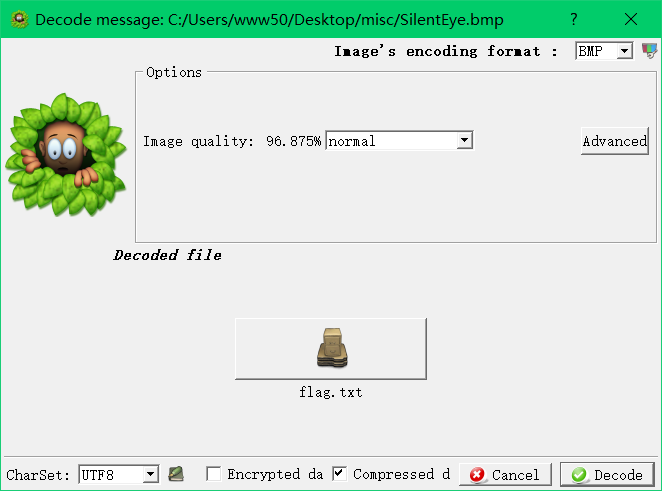 Decode message: C:/Users/www50/Desktop/misc/SilentEye.bmp ?
Image's encoding format : BMP
Options
Image quality: 96.875% normal Advanced
Decoded file
flag.txt
CharSet: UTF8 Encrypted da Compressed d Cancel Decode